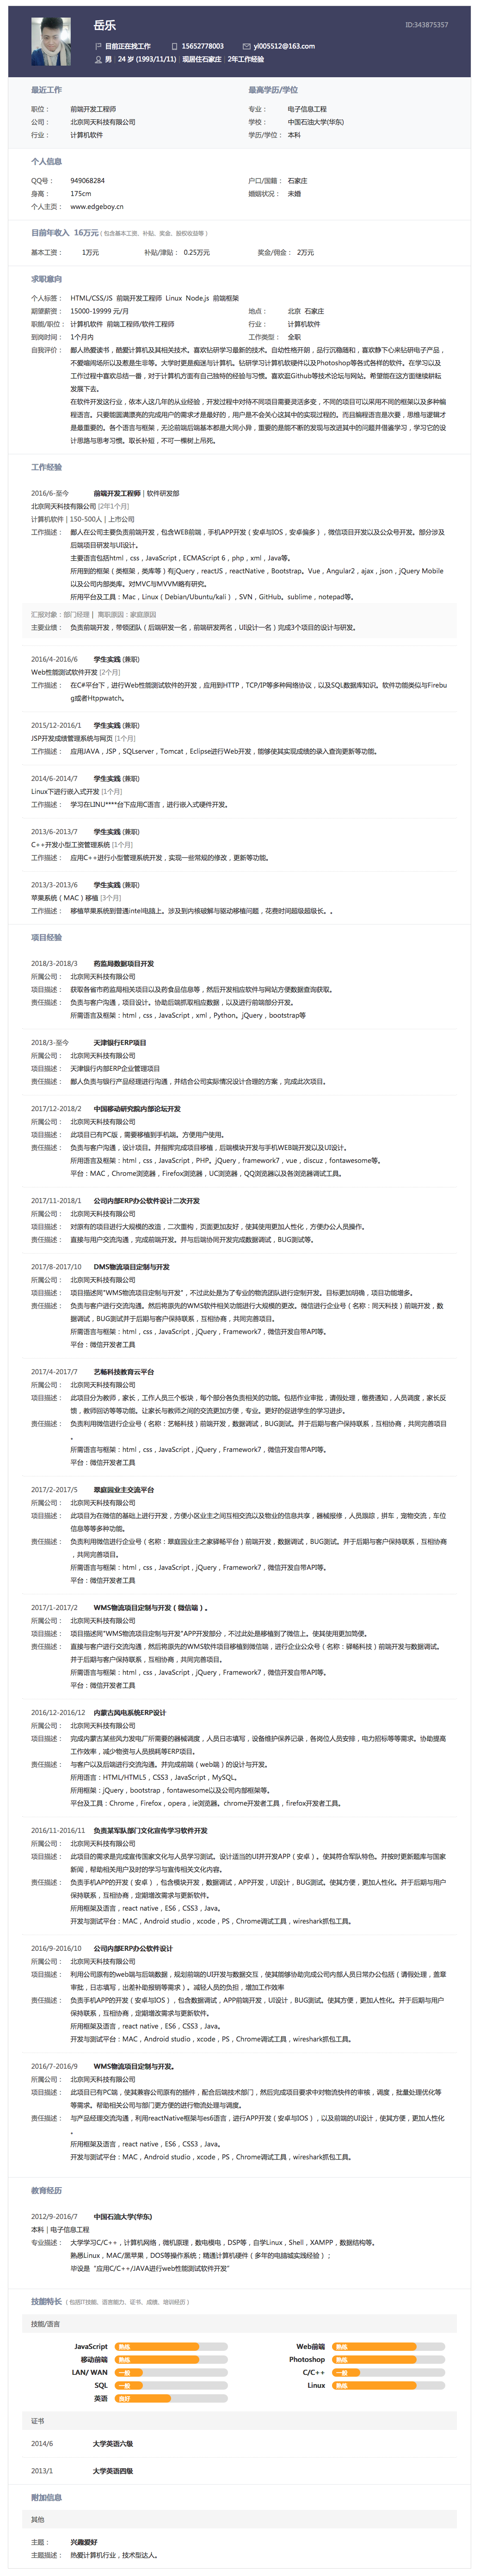 岳乐
ID:343875357
目前正在找工作 15652778003 yl005512@163.com
男 | 24 岁 (1993/11/11) | 现居住石家庄 | 2年工作经验
最近工作 最高学历/学位
职位： 前端开发工程师 专业： 电子信息工程
公司： 北京同天科技有限公司 学校： 中国石油大学(华东)
行业： 计算机软件 学历/学位： 本科
个人信息
QQ号： 949068284 户口/国籍： 石家庄
身高： 175cm 婚姻状况： 未婚
个人主页： www.edgeboy.cn
目前年收入 16万元 ( 包含基本工资、补贴、奖金、股权收益等 )
基本工资： 1万元 补贴/津贴： 0.25万元 奖金/佣金： 2万元
求职意向
个人标签： HTML/CSS/JS 前端开发工程师 Linux Node.js 前端框架
期望薪资： 15000-19999 元/月 地点： 北京 石家庄
职能/职位： 计算机软件 前端工程师/软件工程师 行业： 计算机软件
到岗时间： 1个月内 工作类型： 全职
自我评价： 鄙人热爱读书，酷爱计算机及其相关技术。喜欢钻研学习最新的技术。自幼性格开朗，品行沉稳随和，喜欢静下心来钻研电子产品，
不爱嘈闹场所以及惹是生非等。大学时更是痴迷与计算机。钻研学习计算机软硬件以及Photoshop等各式各样的软件。在学习以及
工作过程中喜欢总结一番，对于计算机方面有自己独特的经验与习惯。喜欢逛Github等技术论坛与网站。希望能在这方面继续耕耘
发展下去。
在软件开发这行业，依本人这几年的从业经验，开发过程中对待不同项目需要灵活多变，不同的项目可以采用不同的框架以及多种编
程语言。只要能圆满漂亮的完成用户的需求才是最好的，用户是不会关心这其中的实现过程的。而且编程语言是次要，思维与逻辑才
是最重要的。各个语言与框架，无论前端后端基本都是大同小异，重要的是能不断的发现与改进其中的问题并借鉴学习，学习它的设
计思路与思考习惯。取长补短，不可一棵树上吊死。
工作经验
2016/6-至今 前端开发工程师 | 软件研发部
北京同天科技有限公司 [2年1个月]
计算机软件 | 150-500人 | 上市公司
工作描述： 鄙人在公司主要负责前端开发，包含WEB前端，手机APP开发（安卓与IOS，安卓偏多），微信项目开发以及公众号开发。部分涉及
后端项目研发与UI设计。
主要语言包括html，css，JavaScript，ECMAScript 6，php，xml，Java等。
所用到的框架（类框架，类库等）有jQuery，reactJS，reactNative，Bootstrap。Vue，Angular2，ajax，json，jQuery Mobile
以及公司内部类库。对MVC与MVVM略有研究。
所用平台及工具：Mac，Linux（Debian/Ubuntu/kali），SVN，GitHub。sublime，notepad等。
汇报对象：部门经理 | 离职原因：家庭原因
主要业绩： 负责前端开发，带领团队（后端研发一名，前端研发两名，UI设计一名）完成3个项目的设计与研发。
2016/4-2016/6 学生实践 (兼职)
Web性能测试软件开发 [2个月]
工作描述： 在C#平台下，进行Web性能测试软件的开发，应用到HTTP，TCP/IP等多种网络协议，以及SQL数据库知识。软件功能类似与Firebu
g或者Htppwatch。
2015/12-2016/1 学生实践 (兼职)
JSP开发成绩管理系统与网页 [1个月]
工作描述： 应用JAVA，JSP，SQLserver，Tomcat，Eclipse进行Web开发，能够使其实现成绩的录入查询更新等功能。
2014/6-2014/7 学生实践 (兼职)
Linux下进行嵌入式开发 [1个月]
工作描述： 学习在LINU****台下应用C语言，进行嵌入式硬件开发。
2013/6-2013/7 学生实践 (兼职)
C++开发小型工资管理系统 [1个月]
工作描述： 应用C++进行小型管理系统开发，实现一些常规的修改，更新等功能。
2013/3-2013/6 学生实践 (兼职)
苹果系统（MAC）移植 [3个月]
工作描述： 移植苹果系统到普通intel电脑上。涉及到内核破解与驱动移植问题，花费时间超级超级长。。
项目经验
2018/3-2018/3 药监局数据项目开发
所属公司： 北京同天科技有限公司
项目描述： 获取各省市药监局相关项目以及药食品信息等，然后开发相应软件与网站方便数据查询获取。
责任描述： 负责与客户沟通，项目设计。协助后端抓取相应数据，以及进行前端部分开发。
所需语言及框架：html，css，JavaScript，xml，Python。jQuery，bootstrap等
2018/3-至今 天津银行ERP项目
所属公司： 北京同天科技有限公司
项目描述： 天津银行内部ERP企业管理项目
责任描述： 鄙人负责与银行产品经理进行沟通，并结合公司实际情况设计合理的方案，完成此次项目。
2017/12-2018/2 中国移动研究院内部论坛开发
所属公司： 北京同天科技有限公司
项目描述： 此项目已有PC版，需要移植到手机端。方便用户使用。
责任描述： 负责与客户沟通，设计项目。并指挥完成项目移植，后端模块开发与手机WEB端开发以及UI设计。
所用语言及框架：html，css，JavaScript，PHP。jQuery，framework7，vue，discuz，fontawesome等。
平台：MAC，Chrome浏览器，Firefox浏览器，UC浏览器，QQ浏览器以及各浏览器调试工具。
2017/11-2018/1 公司内部ERP办公软件设计二次开发
所属公司： 北京同天科技有限公司
项目描述： 对原有的项目进行大规模的改造，二次重构，页面更加友好，使其使用更加人性化，方便办公人员操作。
责任描述： 直接与用户交流沟通，完成前端开发。并与后端协同开发完成数据调试，BUG测试等。
2017/8-2017/10 DMS物流项目定制与开发
所属公司： 北京同天科技有限公司
项目描述： 项目描述同"WMS物流项目定制与开发"，不过此处是为了专业的物流团队进行定制开发。目标更加明确，项目功能增多。
责任描述： 负责与客户进行交流沟通。然后将原先的WMS软件相关功能进行大规模的更改。微信进行企业号（名称：同天科技）前端开发，数
据调试，BUG测试并于后期与客户保持联系，互相协商，共同完善项目。
所需语言与框架：html，css，JavaScript，jQuery，Framework7，微信开发自带API等。
平台：微信开发者工具
2017/4-2017/7 艺畅科技教育云平台
所属公司： 北京同天科技有限公司
项目描述： 此项目分为教师，家长，工作人员三个板块，每个部分各负责相关的功能。包括作业审批，请假处理，缴费通知，人员调度，家长反
馈，教师回访等等功能。让家长与教师之间的交流更加方便，专业。更好的促进学生的学习进步。
责任描述： 负责利用微信进行企业号（名称：艺畅科技）前端开发，数据调试，BUG测试。并于后期与客户保持联系，互相协商，共同完善项目
。
所需语言与框架：html，css，JavaScript，jQuery，Framework7，微信开发自带API等。
平台：微信开发者工具
2017/2-2017/5 翠庭园业主交流平台
所属公司： 北京同天科技有限公司
项目描述： 此项目为在微信的基础上进行开发，方便小区业主之间互相交流以及物业的信息共享，器械报修，人员跟踪，拼车，宠物交流，车位
信息等等多种功能。
责任描述： 负责利用微信进行企业号（名称：翠庭园业主之家驿畅平台）前端开发，数据调试，BUG测试。并于后期与客户保持联系，互相协商
，共同完善项目。
所需语言与框架：html，css，JavaScript，jQuery，Framework7，微信开发自带API等。
平台：微信开发者工具
2017/1-2017/2 WMS物流项目定制与开发（微信端）。
所属公司： 北京同天科技有限公司
项目描述： 项目描述同"WMS物流项目定制与开发"APP开发部分，不过此处是移植到了微信上。使其使用更加简便。
责任描述： 直接与客户进行交流沟通，然后将原先的WMS软件项目移植到微信端，进行企业公众号（名称：驿畅科技）前端开发与数据调试。
并于后期与客户保持联系，互相协商，共同完善项目。
所需语言与框架：html，css，JavaScript，jQuery，Framework7，微信开发自带API等。
平台：微信开发者工具
2016/12-2016/12 内蒙古风电系统ERP设计
所属公司： 北京同天科技有限公司
项目描述： 完成内蒙古某些风力发电厂所需要的器械调度，人员日志填写，设备维护保养记录，各岗位人员安排，电力招标等等需求。协助提高
工作效率，减少物资与人员损耗等ERP项目。
责任描述： 与客户以及后端进行交流沟通。并完成前端（web端）的设计与开发。
所用语言：HTML/HTML5，CSS3，JavaScript，MySQL。
所用框架：jQuery，bootstrap，fontawesome以及公司内部框架等。
平台及工具：Chrome，Firefox，opera，ie浏览器。chrome开发者工具，firefox开发者工具。
2016/11-2016/11 负责某军队部门文化宣传学习软件开发
所属公司： 北京同天科技有限公司
项目描述： 此项目的需求是完成宣传国家文化与人员学习测试。设计适当的UI并开发APP（安卓）。使其符合军队特色。并按时更新题库与国家
新闻，帮助相关用户及时的学习与宣传相关文化内容。
责任描述： 负责手机APP的开发（安卓），包含模块开发，数据调试，APP开发，UI设计，BUG测试。使其方便，更加人性化。并于后期与用户
保持联系，互相协商，定期增改需求与更新软件。
所用框架及语言，react native，ES6，CSS3，Java。
开发与测试平台：MAC，Android studio，xcode，PS，Chrome调试工具，wireshark抓包工具。
2016/9-2016/10 公司内部ERP办公软件设计
所属公司： 北京同天科技有限公司
项目描述： 利用公司原有的web端与后端数据，规划前端的UI开发与数据交互，使其能够协助完成公司内部人员日常办公包括（请假处理，盖章
审批，日志填写，出差补助报销等需求）。减轻人员的负担，增加工作效率
责任描述： 负责手机APP的开发（安卓与IOS），包含数据调试，APP前端开发，UI设计，BUG测试。使其方便，更加人性化。并于后期与用户
保持联系，互相协商，定期增改需求与更新软件。
所用框架及语言，react native，ES6，CSS3，Java。
开发与测试平台：MAC，Android studio，xcode，PS，Chrome调试工具，wireshark抓包工具。
2016/7-2016/9 WMS物流项目定制与开发。
所属公司： 北京同天科技有限公司
项目描述： 此项目已有PC端，使其兼容公司原有的插件，配合后端技术部门，然后完成项目要求中对物流快件的审核，调度，批量处理优化等
等需求。帮助相关公司与部门更方便的进行物流处理与调度。
责任描述： 与产品经理交流沟通，利用reactNative框架与es6语言，进行APP开发（安卓与IOS），以及前端的UI设计，使其方便，更加人性化
。
所用框架及语言，react native，ES6，CSS3，Java。
开发与测试平台：MAC，Android studio，xcode，PS，Chrome调试工具，wireshark抓包工具。
教育经历
2012/9-2016/7 中国石油大学(华东)
本科 | 电子信息工程
专业描述： 大学学习C/C++，计算机网络，微机原理，数电模电，DSP等，自学Linux，Shell，XAMPP，数据结构等。
熟悉Linux，MAC/黑苹果，DOS等操作系统；精通计算机硬件（多年的电脑城实践经验）；
毕设是 "应用C/C++/JAVA进行web性能测试软件开发"
技能特长 （ 包括IT技能、语言能力、证书、成绩、培训经历 ）
技能/语言
JavaScript 熟练 Web前端 熟练
移动前端 熟练 Photoshop 熟练
LAN/ WAN 一般 C/C++ 一般
SQL 一般 Linux 熟练
英语 良好
证书
2014/6 大学英语六级
2013/1 大学英语四级
附加信息
其他
主题： 兴趣爱好
主题描述： 热爱计算机行业，技术型达人。